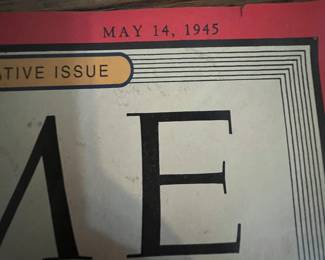 MAY 14, 1945
ATIVE ISSUE
ME